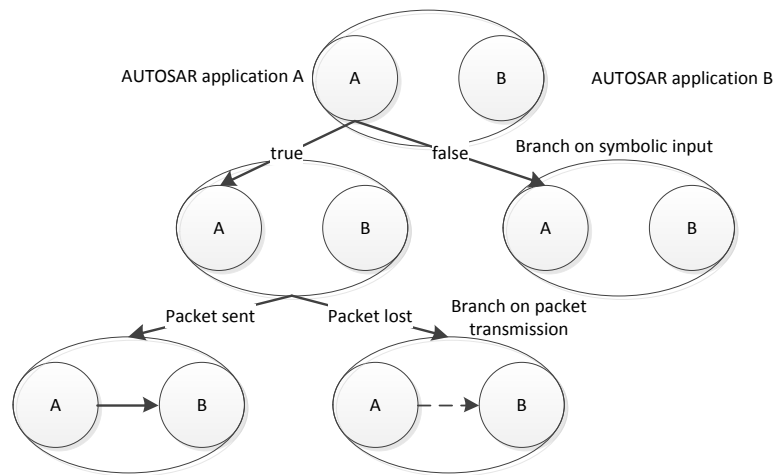 AUTOSAR application A
A
B
AUTOSAR application B
true
false
Branch on symbolic input
A
B
A
B
Packet sent
Packet lost
Branch on packet
transmission
A
B
A
B